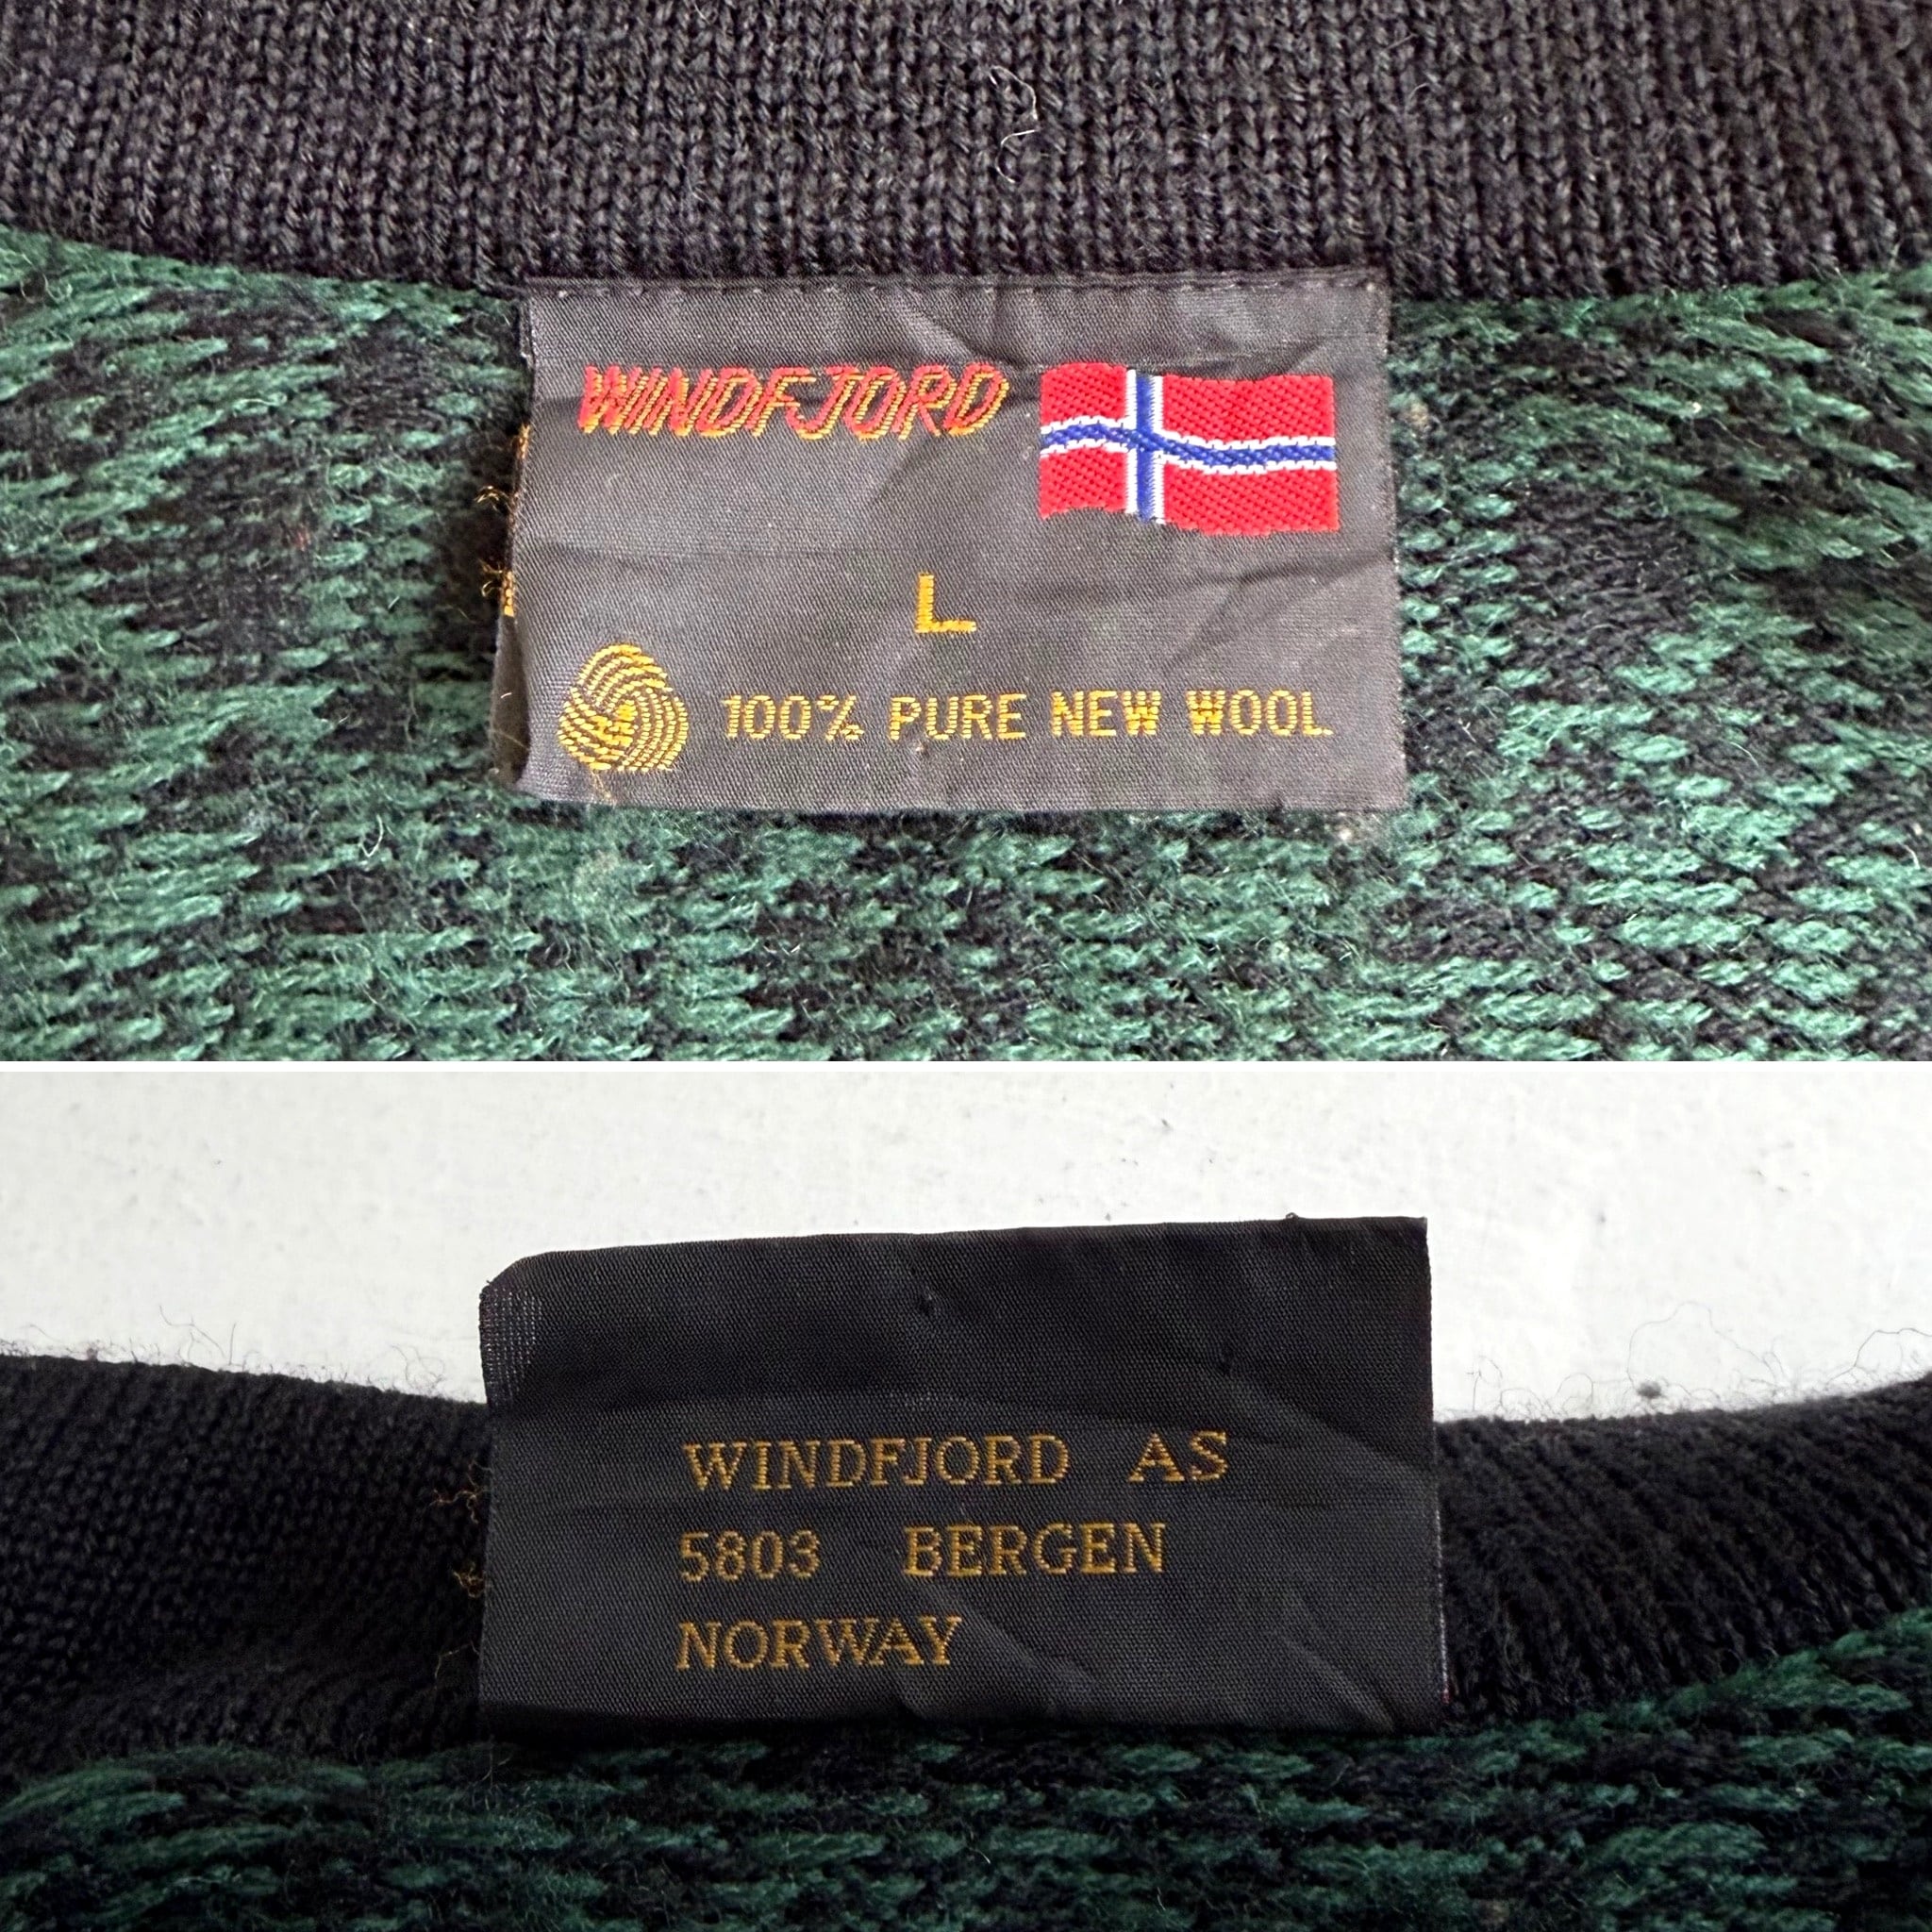 WINDFJORD
L
100% PURE NEW WOOL
WINDFJORD AS
5803 BERGEN
NORWAY